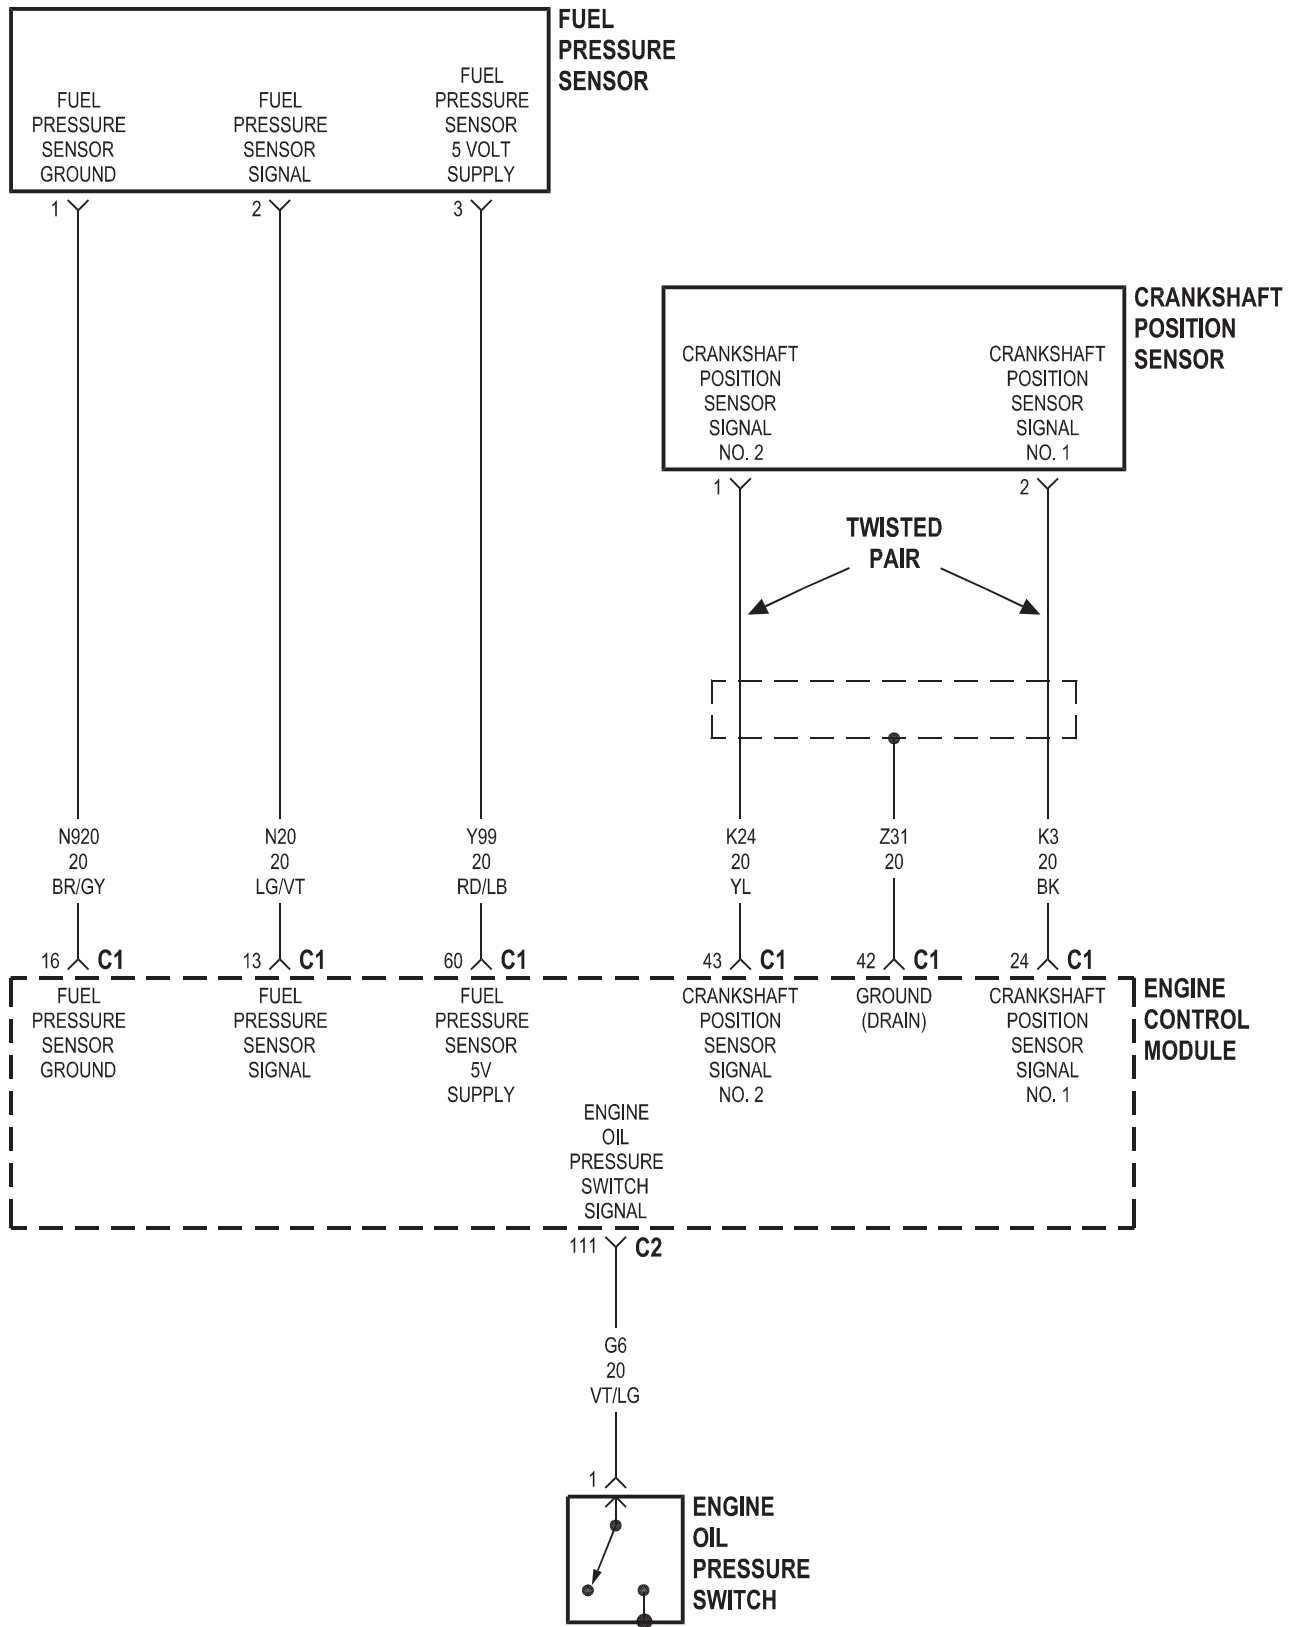 FUEL
PRESSURE
SENSOR
FUEL
PRESSURE
SENSOR
GROUND
FUEL
PRESSURE
SENSOR
SIGNAL
FUEL
PRESSURE
SENSOR
5 VOLT
SUPPLY
1
2
3
CRANKSHAFT
POSITION
SENSOR
CRANKSHAFT
POSITION
SENSOR
SIGNAL
NO. 2
CRANKSHAFT
POSITION
SENSOR
SIGNAL
NO. 1
1
2
TWISTED
PAIR
N920
20
BR/GY
N20
20
LG/VT
Y99
20
RD/LB
K24
20
YL
Z31
20
K3
20
BK
16 C1
13 C1
60 C1
43 C1
42 C1
24 C1
ENGINE
CONTROL
MODULE
FUEL
PRESSURE
SENSOR
GROUND
FUEL
PRESSURE
SENSOR
SIGNAL
FUEL
PRESSURE
SENSOR
5V
SUPPLY
CRANKSHAFT
POSITION
SENSOR
SIGNAL
NO. 2
GROUND
(DRAIN)
CRANKSHAFT
POSITION
SENSOR
SIGNAL
NO. 1
ENGINE
OIL
PRESSURE
SWITCH
SIGNAL
111 C2
G6
20
VT/LG
1
ENGINE
OIL
PRESSURE
SWITCH